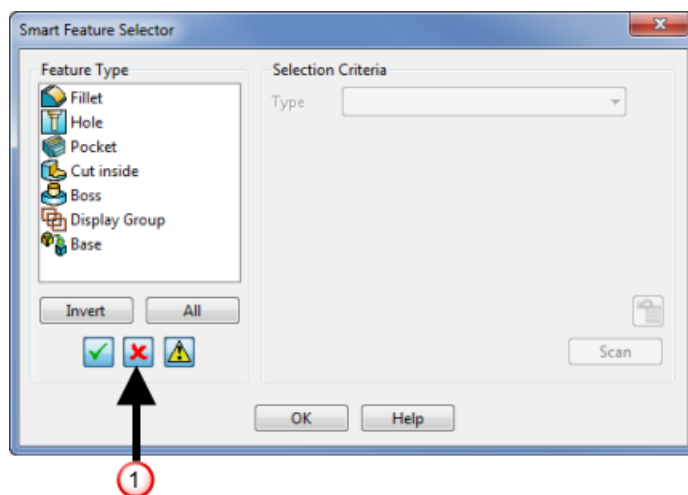 Smart Feature Selector
Feature Type
Fillet
Hole
Pocket
Cut inside
Boss
Display Group
Base
Invert
All
Selection Criteria
Type
Scan
OK
Help
1